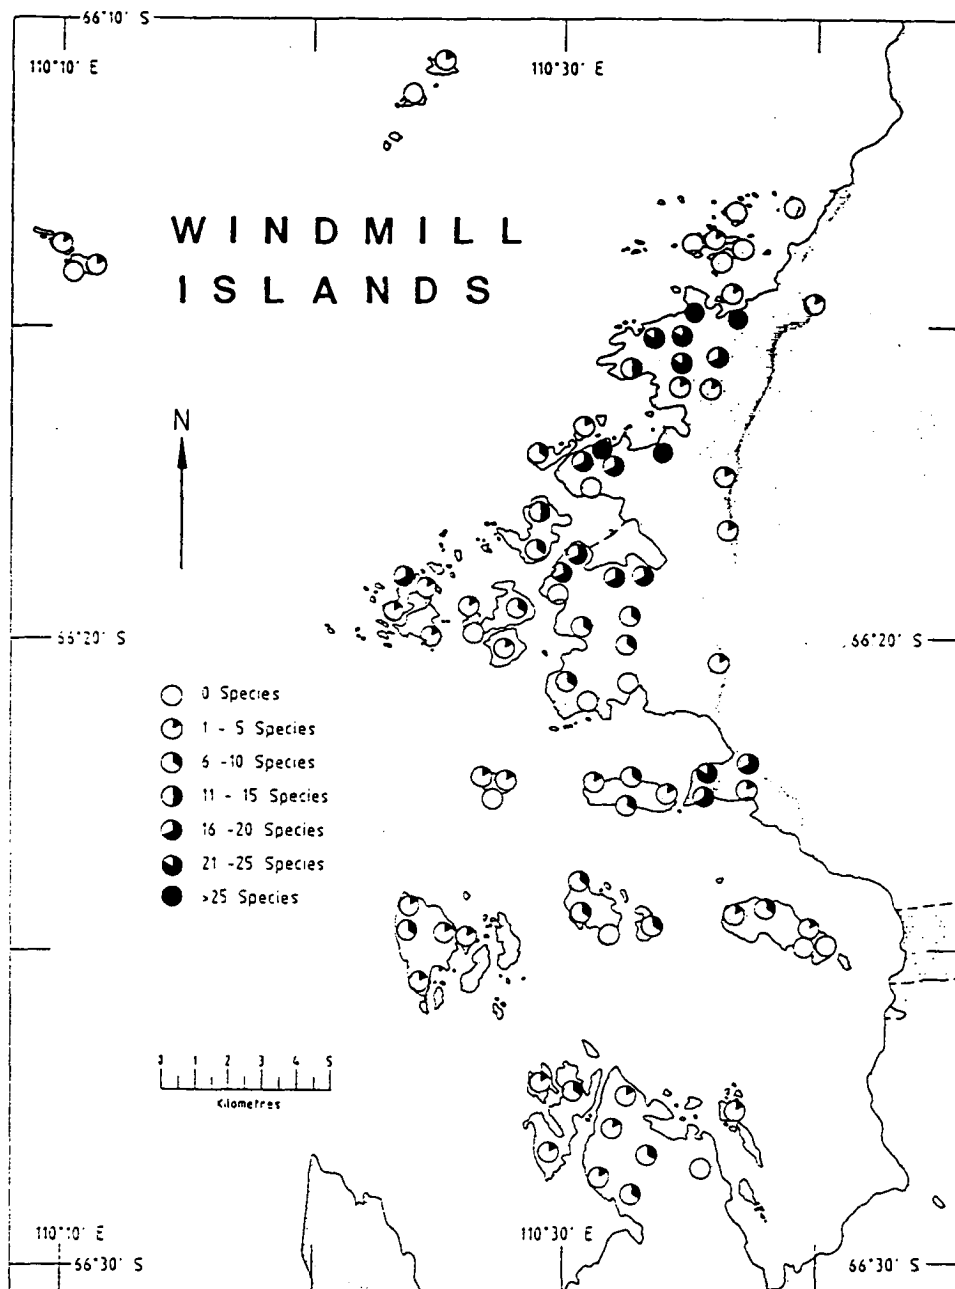 66°10' S
110°10' E
110°30' E
WINDMILL
ISLANDS
N
66°20' S
66°20' S
0 Species
1 - 5 Species
6 - 10 Species
11 - 15 Species
16 - 20 Species
21 - 25 Species
>25 Species
0 1 2 3 4 5
Kilometres
110°10' E
110°30' E
66°30' S
66°30' S